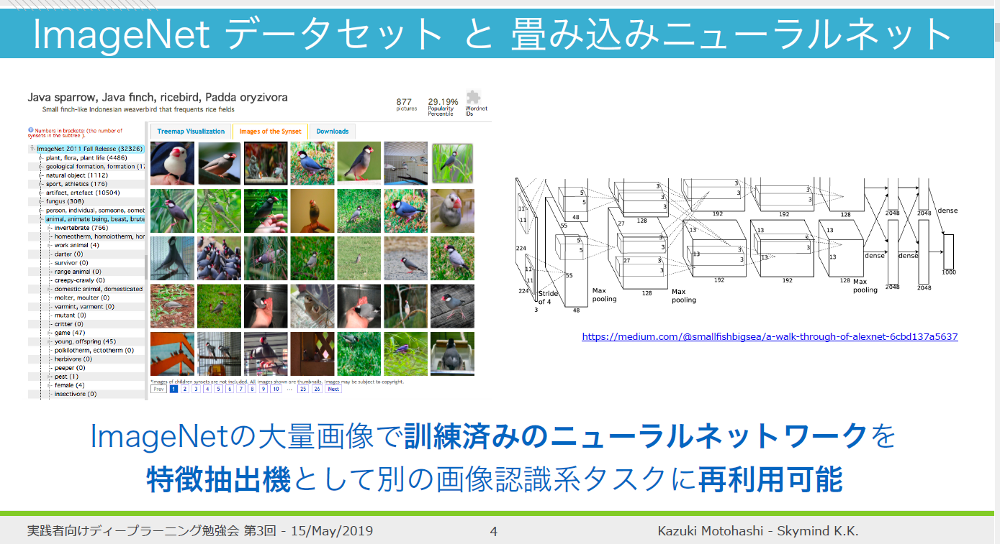 ImageNet データセット と 畳み込みニューラルネット
Java sparrow, Java finch, ricebird, Padda oryzivora
Small finch-like Indonesian weaverbird that frequents rice fields
877
pictures
29.19%
Popularity
Percentile
Wordnet
IDs
Numbers in brackets: (the number of
synsets in the subtree ).
ImageNet 2011 Fall Release (32326)
plant, flora, plant life (4486)
geological formation, formation (17
natural object (1112)
sport, athletics (176)
artifact, artefact (10504)
fungus (308)
person, individual, someone, someb
animal, animate being, beast, brute
invertebrate (766)
homeotherm, homoiotherm, hor
work animal (4)
darter (0)
survivor (0)
range animal (0)
creepy-crawly (0)
domestic animal, domesticated
molter, moulter (0)
varmint, varment (0)
mutant (0)
critter (0)
game (47)
young, offspring (45)
poikilotherm, ectotherm (0)
herbivore (0)
peeper (0)
pest (1)
female (4)
insectivore (0)
Treemap Visualization Images of the Synset Downloads
*Images of children synsets are not included. All images shown are thumbnails. Images may be subject to copyright.
Prev 1 2 3 4 5 6 7 8 9 10 ... 25 26 Next
11
11
224
11
11
224
3
Stride
of 4
5
5
48
55
5
5
55
48
Max
pooling
27
128
3
3
27
3
3
128
Max
pooling
3
3
192
13
3
3
13
192
3
3
192
13
3
3
13
192
128
13
13
128
Max
pooling
2048
2048
dense
dense
dense
2048
2048
1000
https://medium.com/@smallfishbigsea/a-walk-through-of-alexnet-6cbd137a5637
ImageNetの大量画像で訓練済みのニューラルネットワークを
特徴抽出機として別の画像認識系タスクに再利用可能
実践者向けディープラーニング勉強会 第3回 - 15/May/2019
4
Kazuki Motohashi - Skymind K.K.